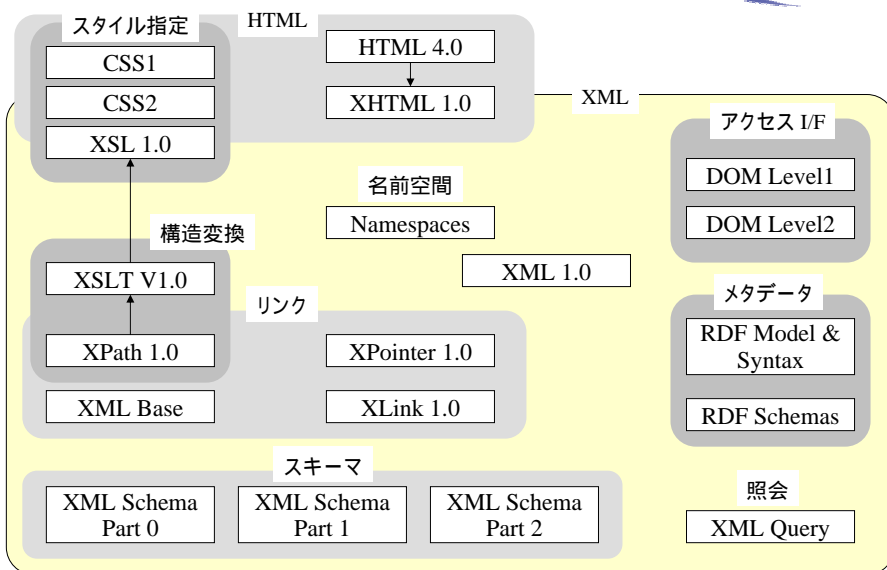 スタイル指定
HTML
CSS1
CSS2
XSL 1.0
HTML 4.0
XHTML 1.0
XML
アクセス I/F
DOM Level1
DOM Level2
名前空間
Namespaces
XML 1.0
構造変換
XSLT V1.0
XPath 1.0
リンク
XPointer 1.0
XML Base
XLink 1.0
メタデータ
RDF Model &
Syntax
RDF Schemas
スキーマ
XML Schema
Part 0
XML Schema
Part 1
XML Schema
Part 2
照会
XML Query